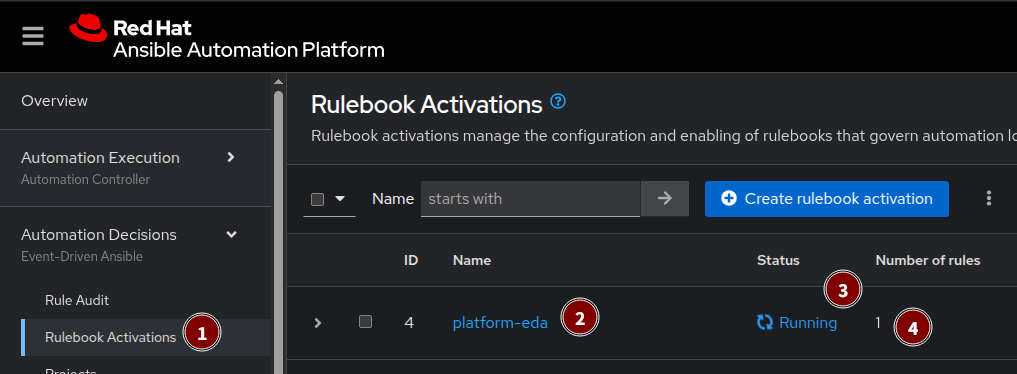 Red Hat
Ansible Automation Platform
Overview
Automation Execution
Automation Controller
Automation Decisions
Event-Driven Ansible
Rule Audit
Rulebook Activations
1
Projects
Rulebook Activations
Rulebook activations manage the configuration and enabling of rulebooks that govern automation lo
Name starts with Create rulebook activation
ID Name Status Number of rules
3
4 platform-eda 2 Running 1 4